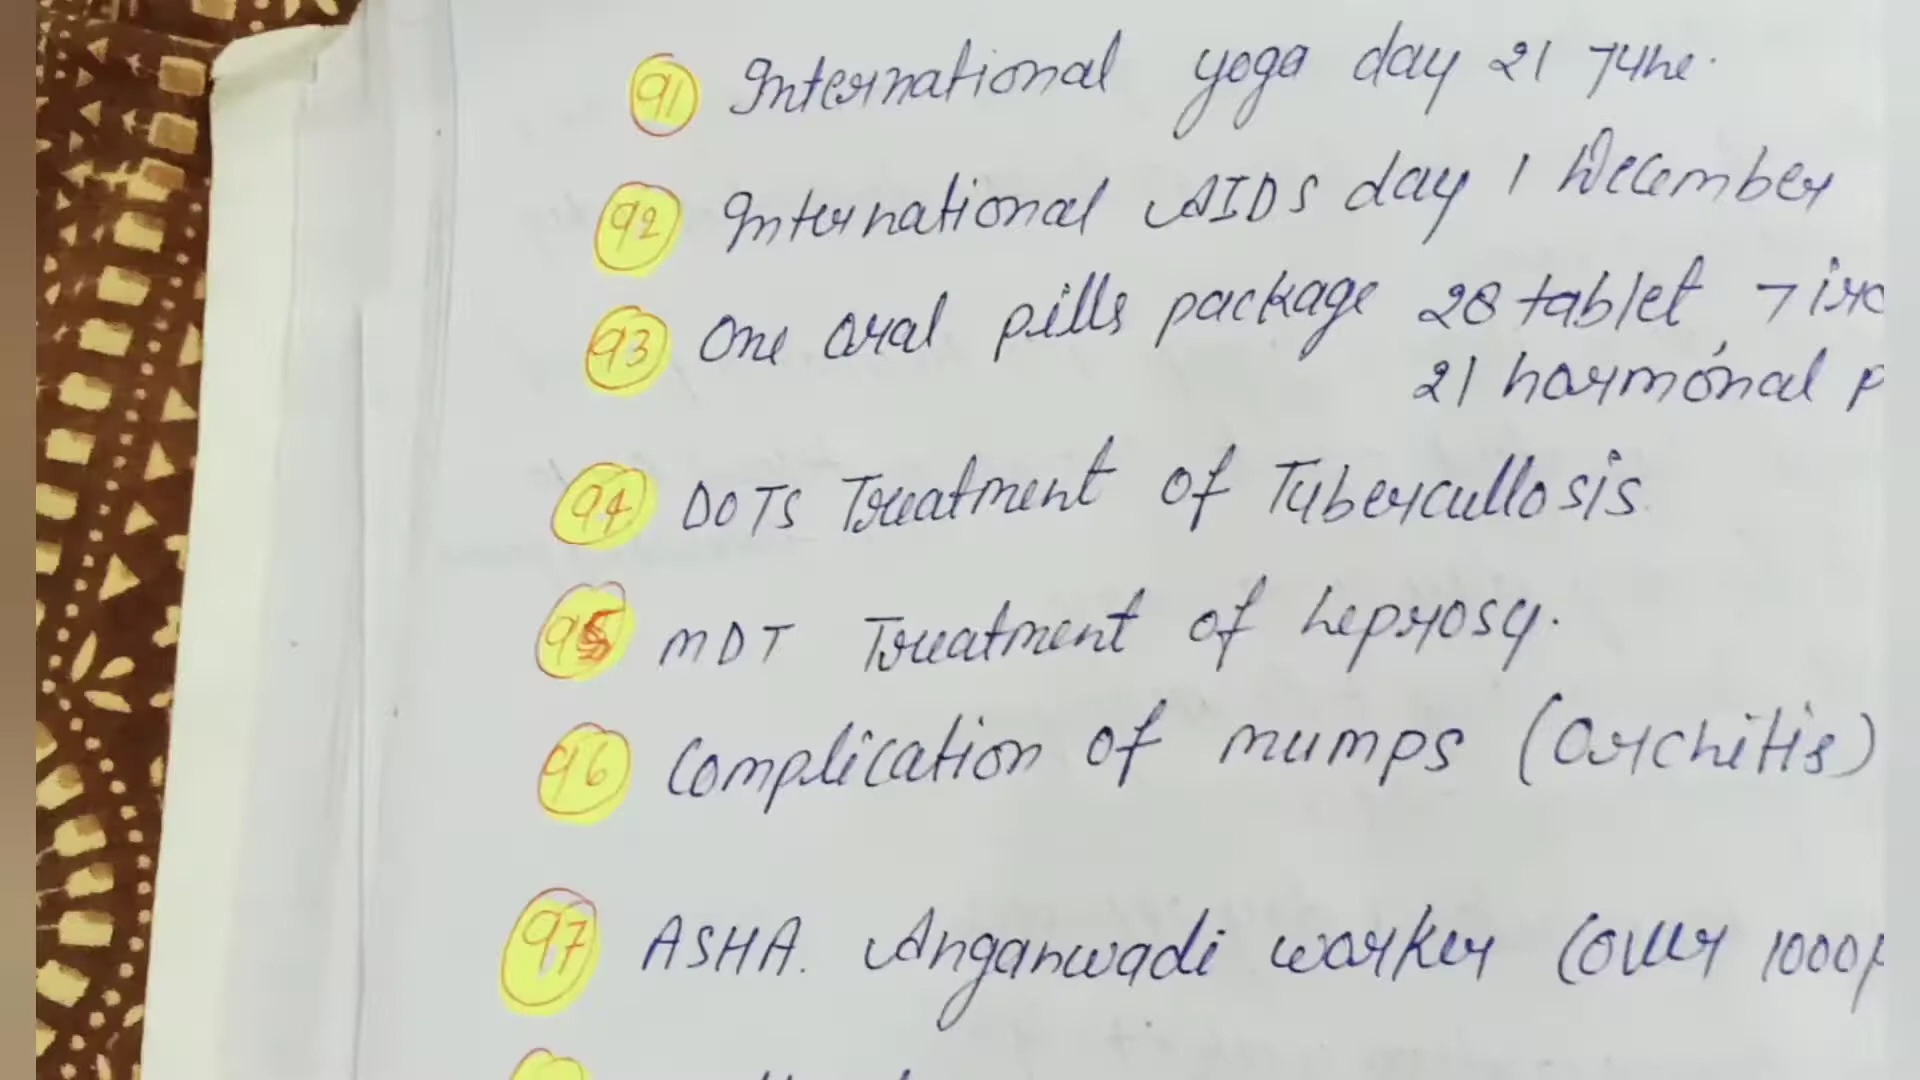 91 International yoga day 21 June.
92 International AIDS day 1 December
93 One oral pills package 28 tablet, 7
21 hormonal
94 DOTS Treatment of Tubercullosis
95 MDT Treatment of Leprosy.
96 Complication of mumps (Orchitis)
97 ASHA. Anganwadi worker (over 1000